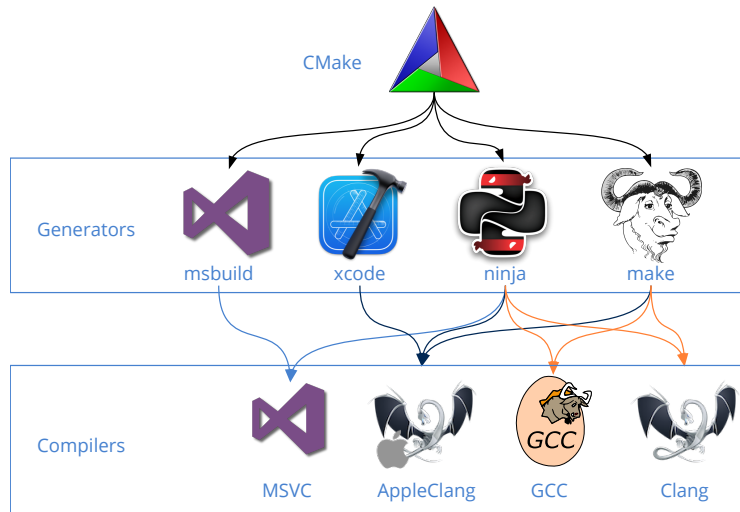 CMake
Generators
msbuild
xcode
ninja
make
Compilers
GCC
MSVC
AppleClang
GCC
Clang